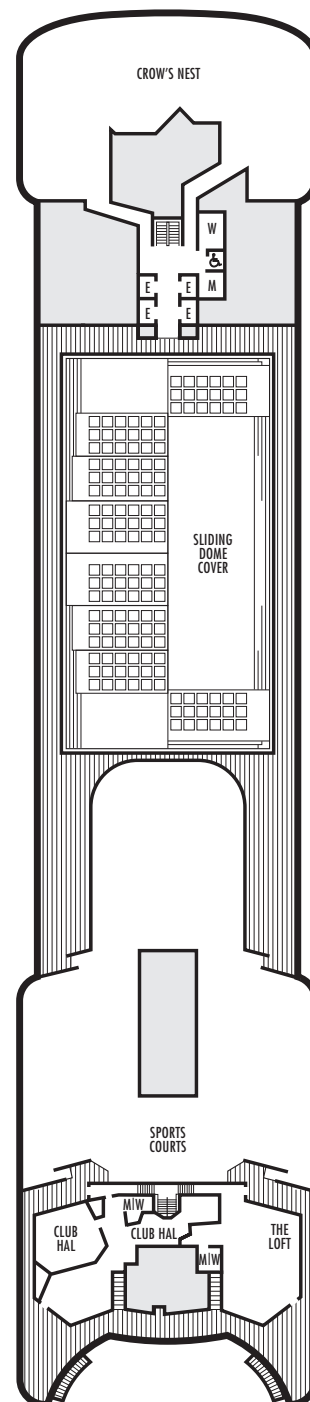 CROW'S NEST
W
M
E E
E E
SLIDING
DOME
COVER
SPORTS
COURTS
M|W
CLUB
HAL
CLUB HAL
THE
LOFT
M|W